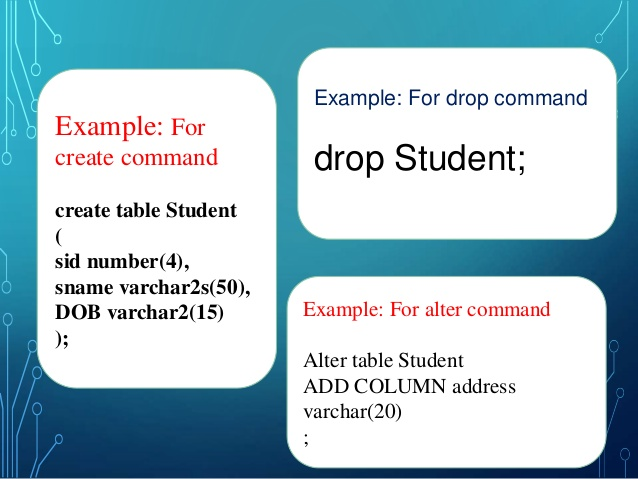 Example: For
create command
create table Student
(
sid number(4),
sname varchar2s(50),
DOB varchar2(15)
);
Example: For drop command
drop Student;
Example: For alter command
Alter table Student
ADD COLUMN address
varchar(20)
;